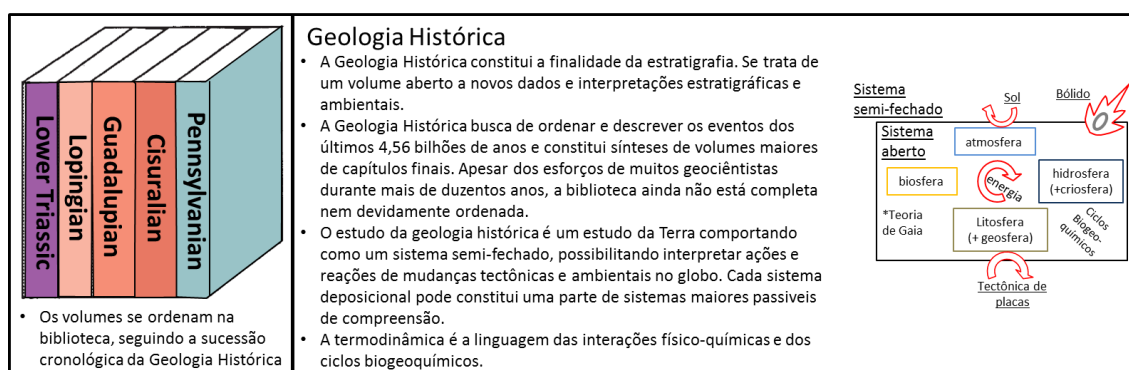 Lower Triassic
Lopingian
Guadalupian
Cisuralian
Pennsylvanian
• Os volumes se ordenam na
biblioteca, seguindo a sucessão
cronológica da Geologia Histórica
Geologia Histórica
• A Geologia Histórica constitui a finalidade da estratigrafia. Se trata de
um volume aberto a novos dados e interpretações estratigráficas e
ambientais.
• A Geologia Histórica busca de ordenar e descrever os eventos dos
últimos 4,56 bilhões de anos e constitui sínteses de volumes maiores
de capítulos finais. Apesar dos esforços de muitos geociêntistas
durante mais de duzentos anos, a biblioteca ainda não está completa
nem devidamente ordenada.
• O estudo da geologia histórica é um estudo da Terra comportando
como um sistema semi-fechado, possibilitando interpretar ações e
reações de mudanças tectônicas e ambientais no globo. Cada sistema
deposicional pode constitui uma parte de sistemas maiores passiveis
de compreensão.
• A termodinâmica é a linguagem das interações físico-químicas e dos
ciclos biogeoquímicos.
Sistema
semi-fechado
Sol
Bólido
Sistema
aberto
atmosfera
biosfera
energia
hidrosfera
(+criosfera)
*Teoria
de Gaia
Litosfera
(+ geosfera)
Ciclos
Biogeo-
químicos
Tectônica de
placas